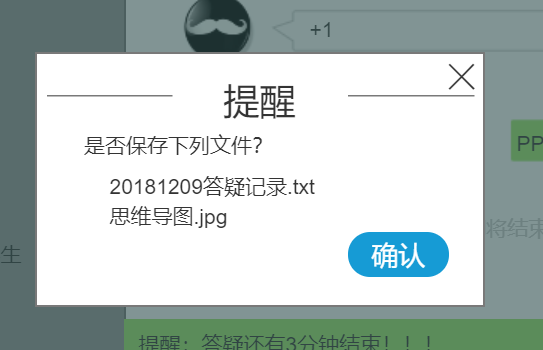 +1
提醒
是否保存下列文件?
20181209答疑记录.txt
思维导图.jpg
确认
PP
将结束
生
提醒：答疑还有3分钟结束！！！